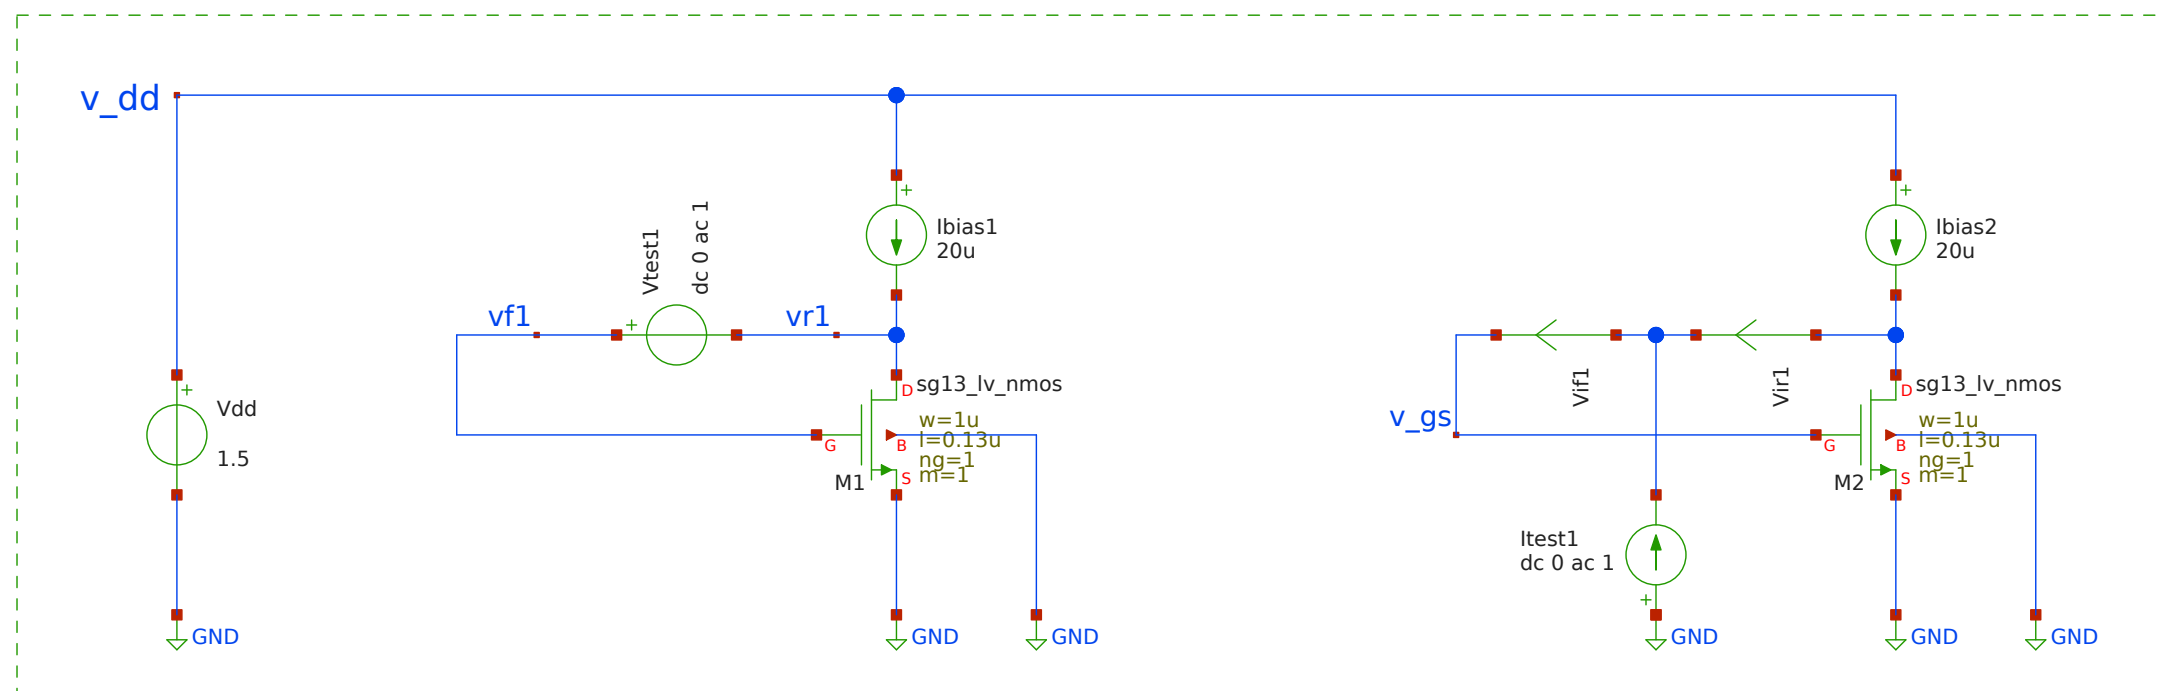 v_dd
+
Ibias1
20u
+
Ibias2
20u
Vtest1
dc 0 ac 1
vf1
+
vr1
Vif1
Vir1
+
Vdd
1.5
D
sg13_lv_nmos
w=1u
l=0.13u
ng=1
m=1
G
B
S
M1
v_gs
D
sg13_lv_nmos
w=1u
l=0.13u
ng=1
m=1
G
B
S
M2
Itest1
dc 0 ac 1
+
GND
GND
GND
GND
GND
GND